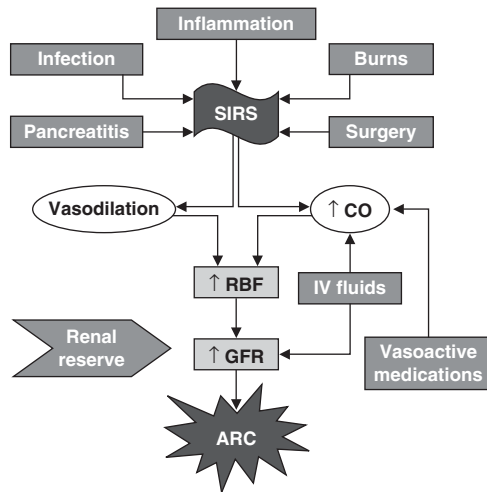 Inflammation
Infection
Burns
SIRS
Pancreatitis
Surgery
Vasodilation
↑ CO
↑ RBF
IV fluids
Renal
reserve
↑ GFR
Vasoactive
medications
ARC